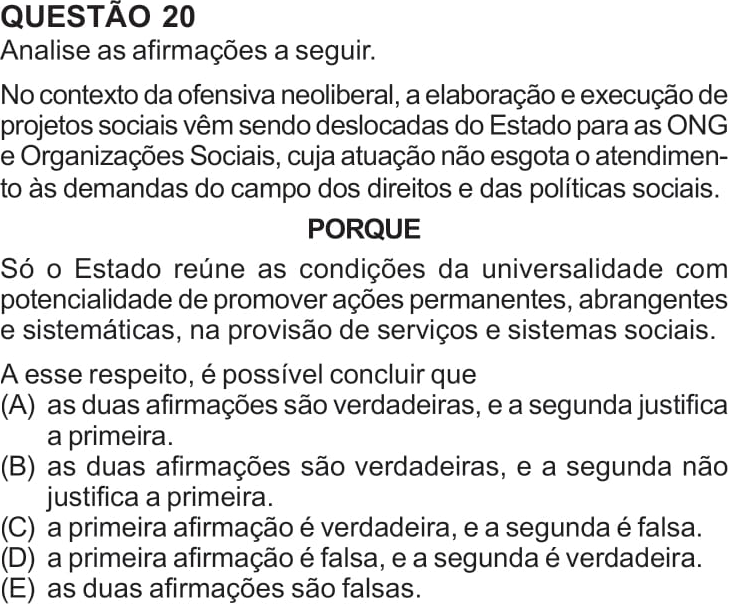 QUESTÃO 20
Analise as afirmações a seguir.
No contexto da ofensiva neoliberal, a elaboração e execução de
projetos sociais vêm sendo deslocadas do Estado para as ONG
e Organizações Sociais, cuja atuação não esgota o atendimen-
to às demandas do campo dos direitos e das políticas sociais.
PORQUE
Só o Estado reúne as condições da universalidade com
potencialidade de promover ações permanentes, abrangentes
e sistemáticas, na provisão de serviços e sistemas sociais.
A esse respeito, é possível concluir que
(A) as duas afirmações são verdadeiras, e a segunda justifica
a primeira.
(B) as duas afirmações são verdadeiras, e a segunda não
justifica a primeira.
(C) a primeira afirmação é verdadeira, e a segunda é falsa.
(D) a primeira afirmação é falsa, e a segunda é verdadeira.
(E) as duas afirmações são falsas.